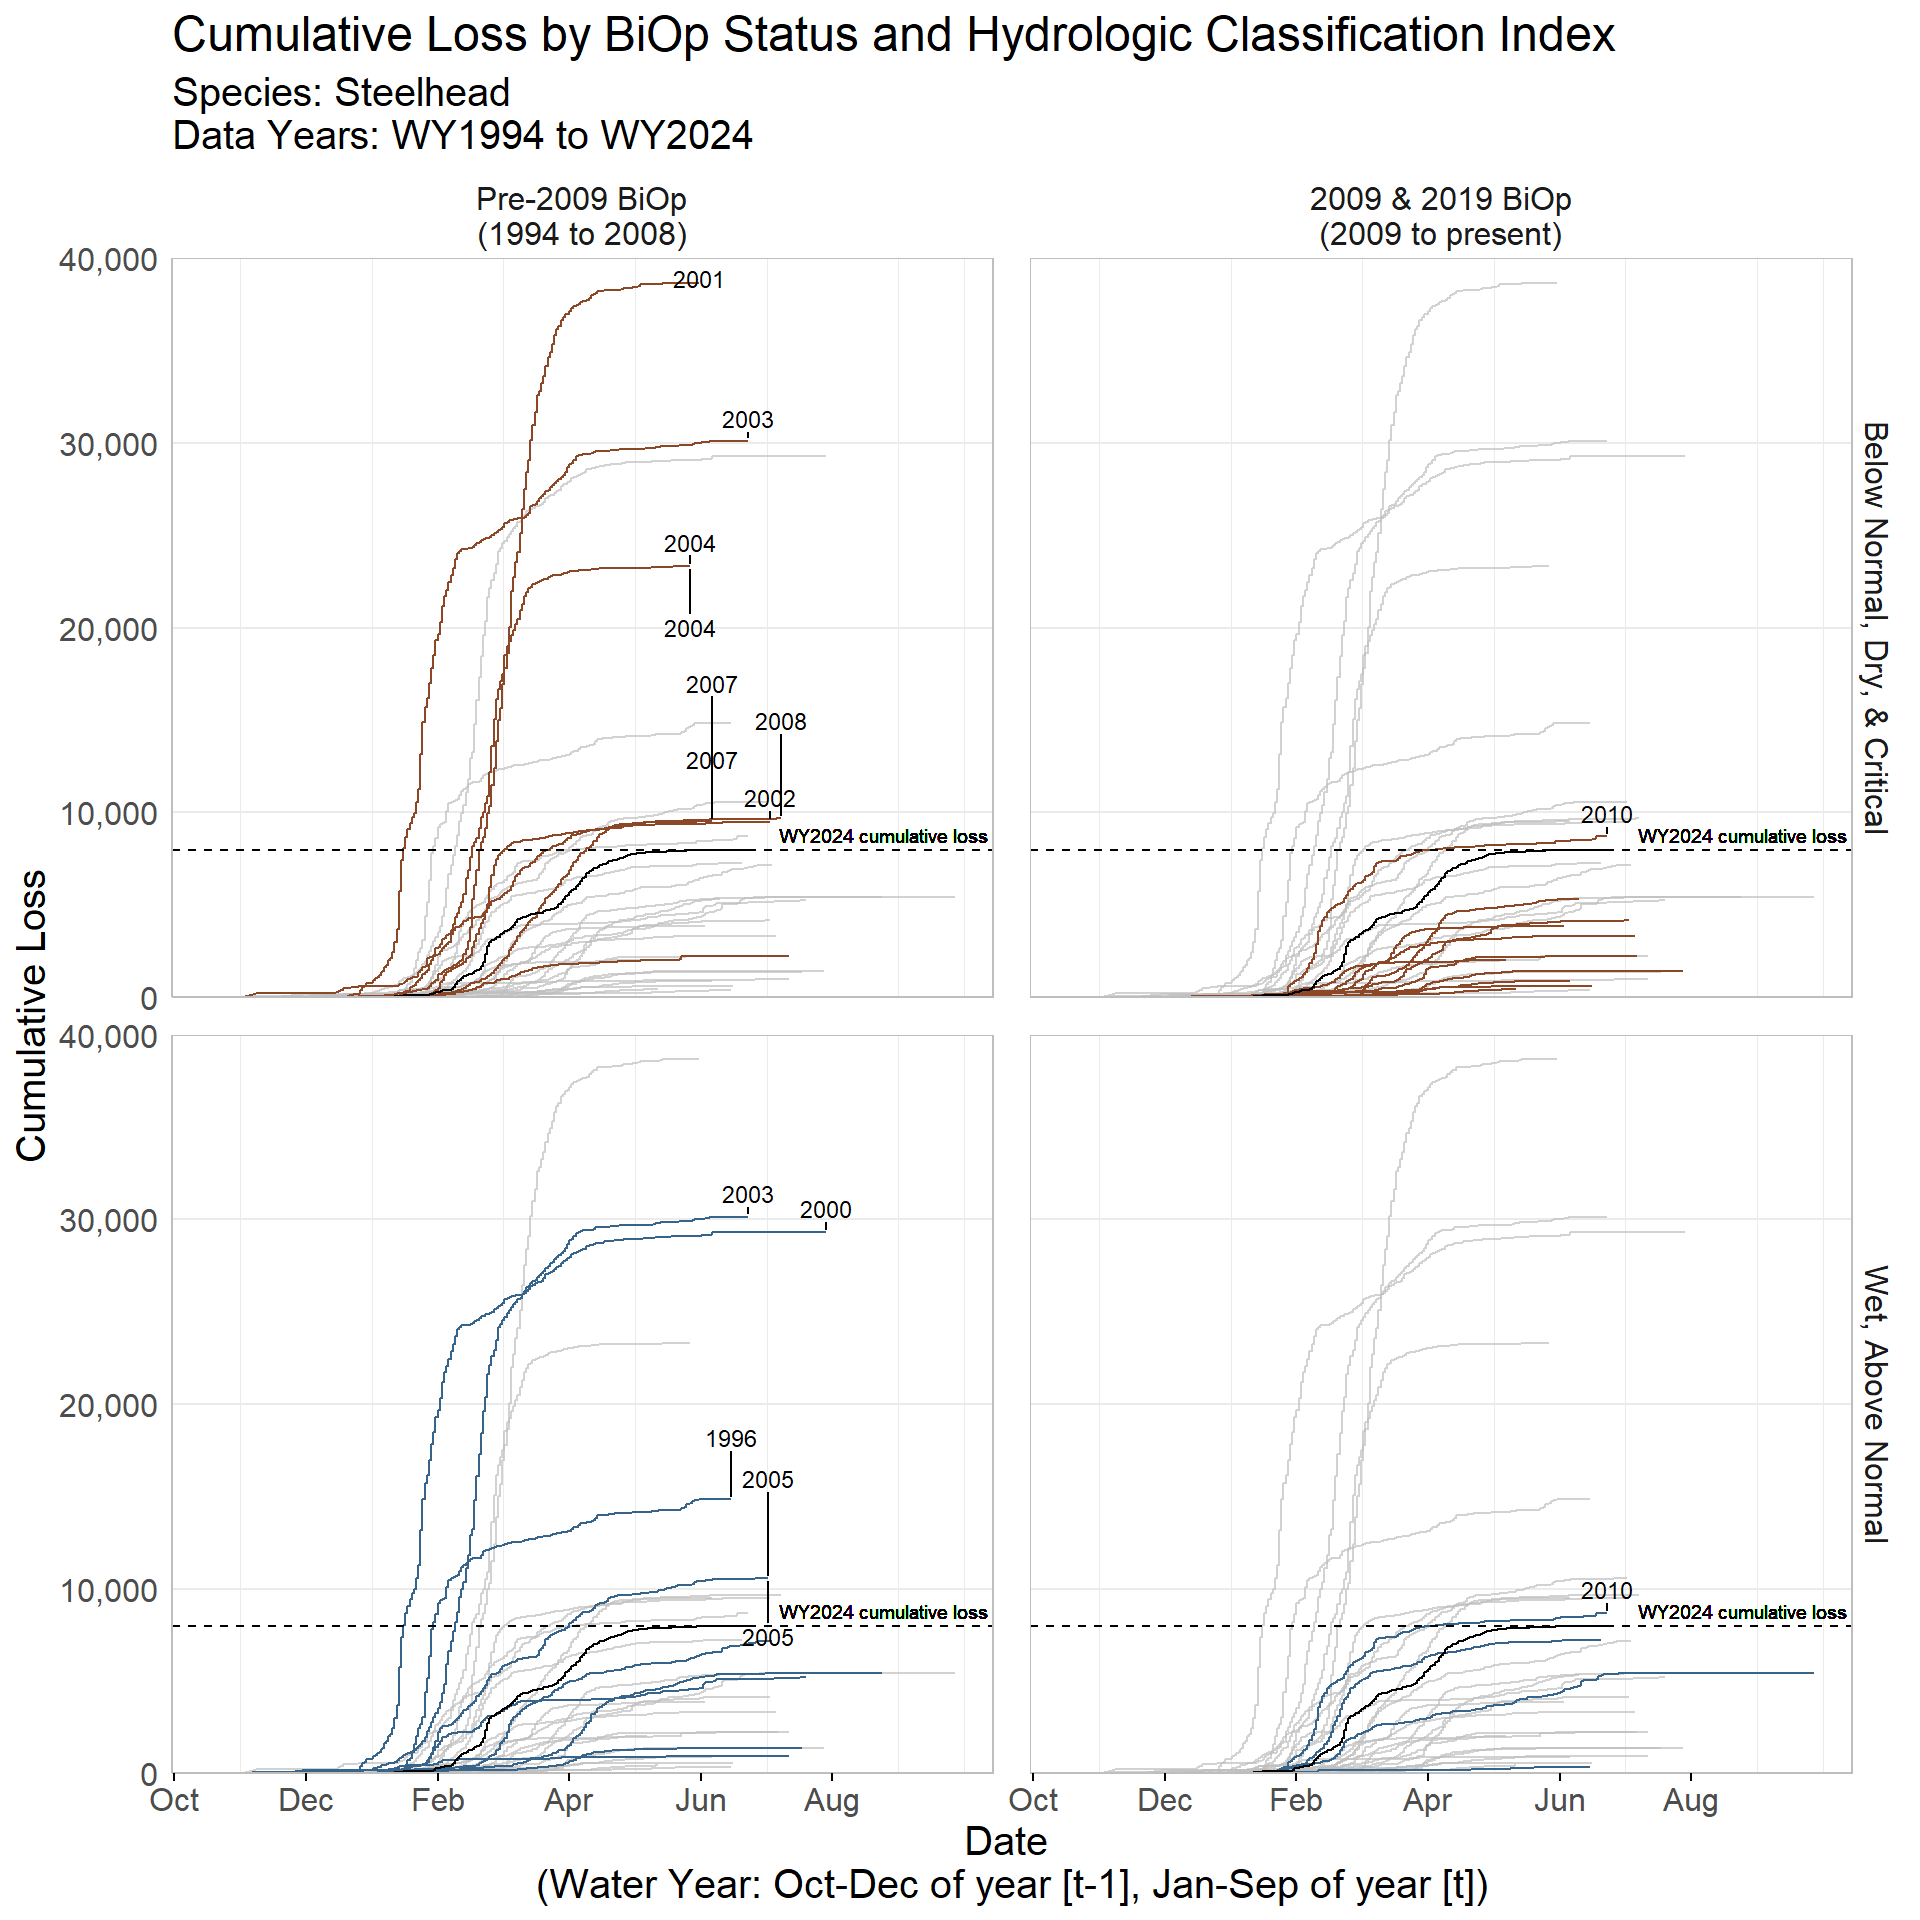 Cumulative Loss by BiOp Status and Hydrologic Classification Index
Species: Steelhead
Data Years: WY1994 to WY2024
Pre-2009 BiOp
(1994 to 2008)
2009 & 2019 BiOp
(2009 to present)
Cumulative Loss
40,000
30,000
20,000
10,000
0
2001
2003
2004
2004
2007
2008
2007
2002
WY2024 cumulative loss
2010
WY2024 cumulative loss
Below Normal, Dry, & Critical
40,000
30,000
20,000
10,000
0
2003
2000
1996
2005
WY2024 cumulative loss
2005
2010
WY2024 cumulative loss
Wet, Above Normal
Oct Dec Feb Apr Jun Aug
Oct Dec Feb Apr Jun Aug
Date
(Water Year: Oct-Dec of year [t-1], Jan-Sep of year [t])